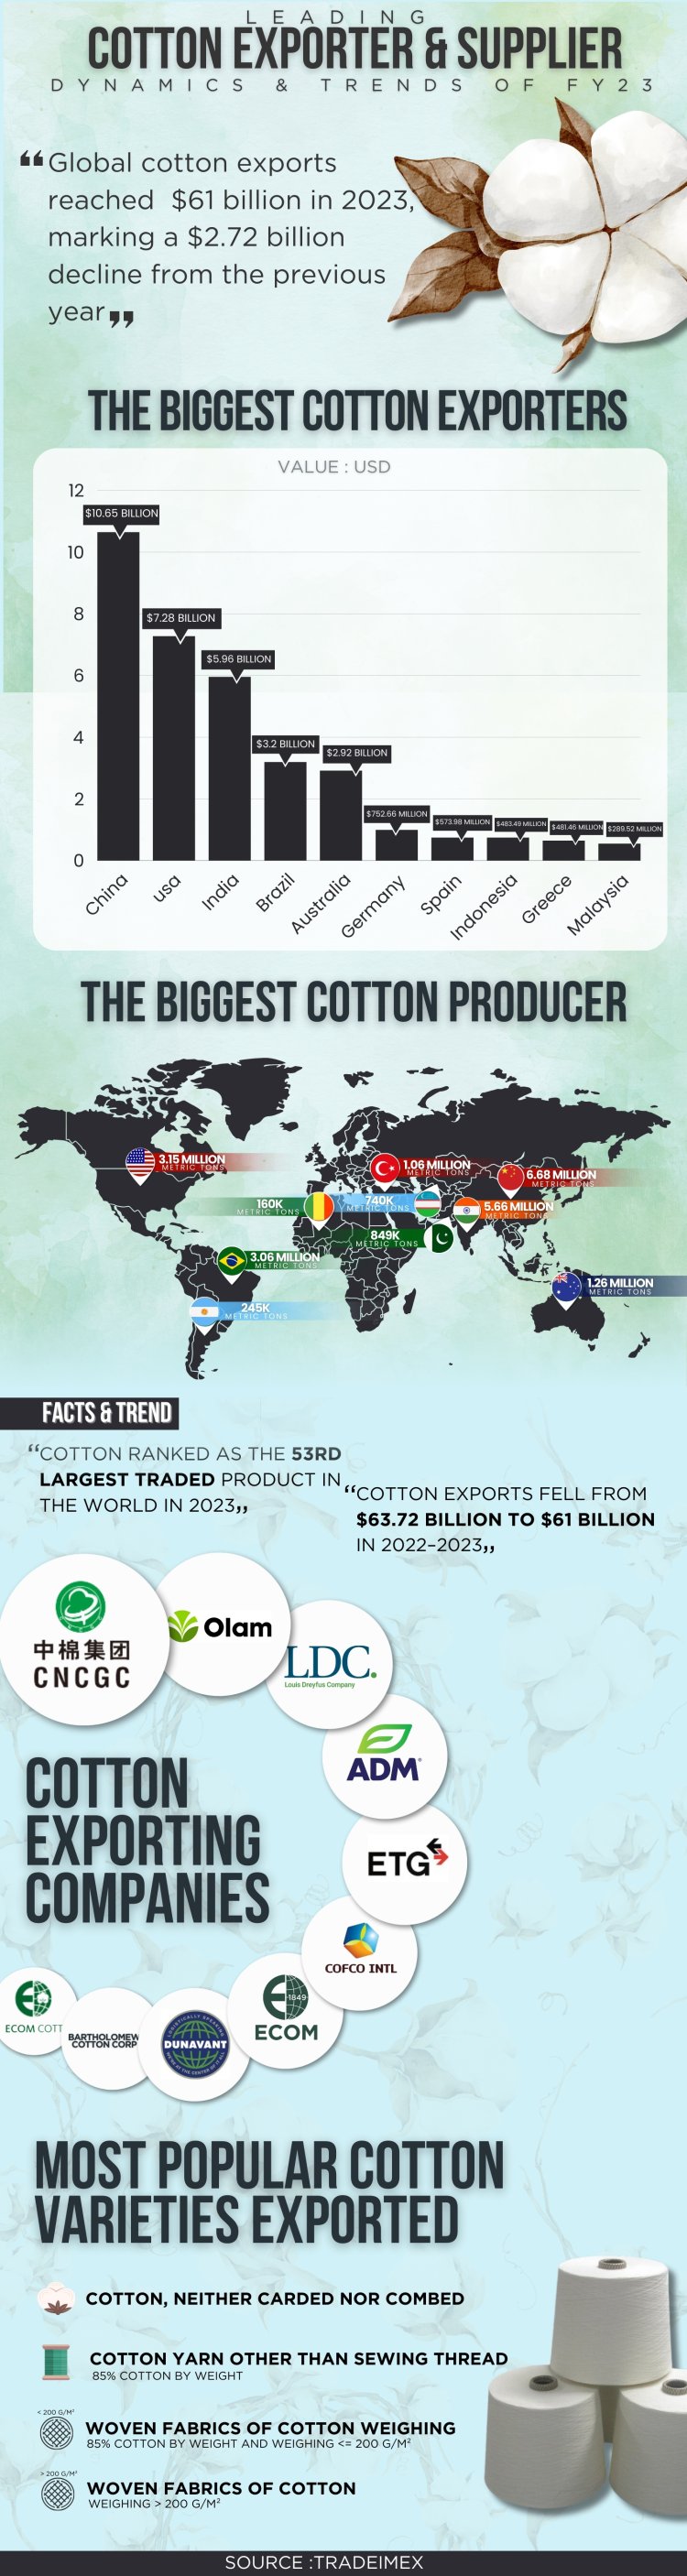 LEADING
COTTON EXPORTER & SUPPLIER
DYNAMICS & TRENDS OF FY23
“Global cotton exports
reached $61 billion in 2023,
marking a $2.72 billion
decline from the previous
year„
THE BIGGEST COTTON EXPORTERS
VALUE : USD
12
10
8
6
4
2
0
$10.65 BILLION
$7.28 BILLION
$5.96 BILLION
$3.2 BILLION
$2.92 BILLION
$752.66 MILLION
$573.98 MILLION
$483.49 MILLION
$481.46 MILLION
$289.52 MILLION
China
usa
India
Brazil
Australia
Germany
Spain
Indonesia
Greece
Malaysia
THE BIGGEST COTTON PRODUCER
3.15 MILLION
METRIC TONS
1.06 MILLION
METRIC TONS
6.68 MILLION
METRIC TONS
160K
METRIC TONS
740K
METRIC TONS
5.66 MILLION
METRIC TONS
849K
METRIC TONS
3.06 MILLION
METRIC TONS
1.26 MILLION
METRIC TONS
245K
METRIC TONS
FACTS & TREND
“COTTON RANKED AS THE 53RD
LARGEST TRADED PRODUCT IN
THE WORLD IN 2023„
“COTTON EXPORTS FELL FROM
$63.72 BILLION TO $61 BILLION
IN 2022–2023„
中棉集团
CNCGC
Olam
LDC.
Louis Dreyfus Company
ADM
ETG
COFCO INTL
1849
ECOM
DUNAVANT
BARTHOLOMEW
COTTON CORP
ECOM COTT
COTTON
EXPORTING
COMPANIES
MOST POPULAR COTTON
VARIETIES EXPORTED
COTTON, NEITHER CARDED NOR COMBED
COTTON YARN OTHER THAN SEWING THREAD
85% COTTON BY WEIGHT
< 200 G/M²
WOVEN FABRICS OF COTTON WEIGHING
85% COTTON BY WEIGHT AND WEIGHING <= 200 G/M²
> 200 G/M²
WOVEN FABRICS OF COTTON
WEIGHING > 200 G/M²
SOURCE :TRADEIMEX